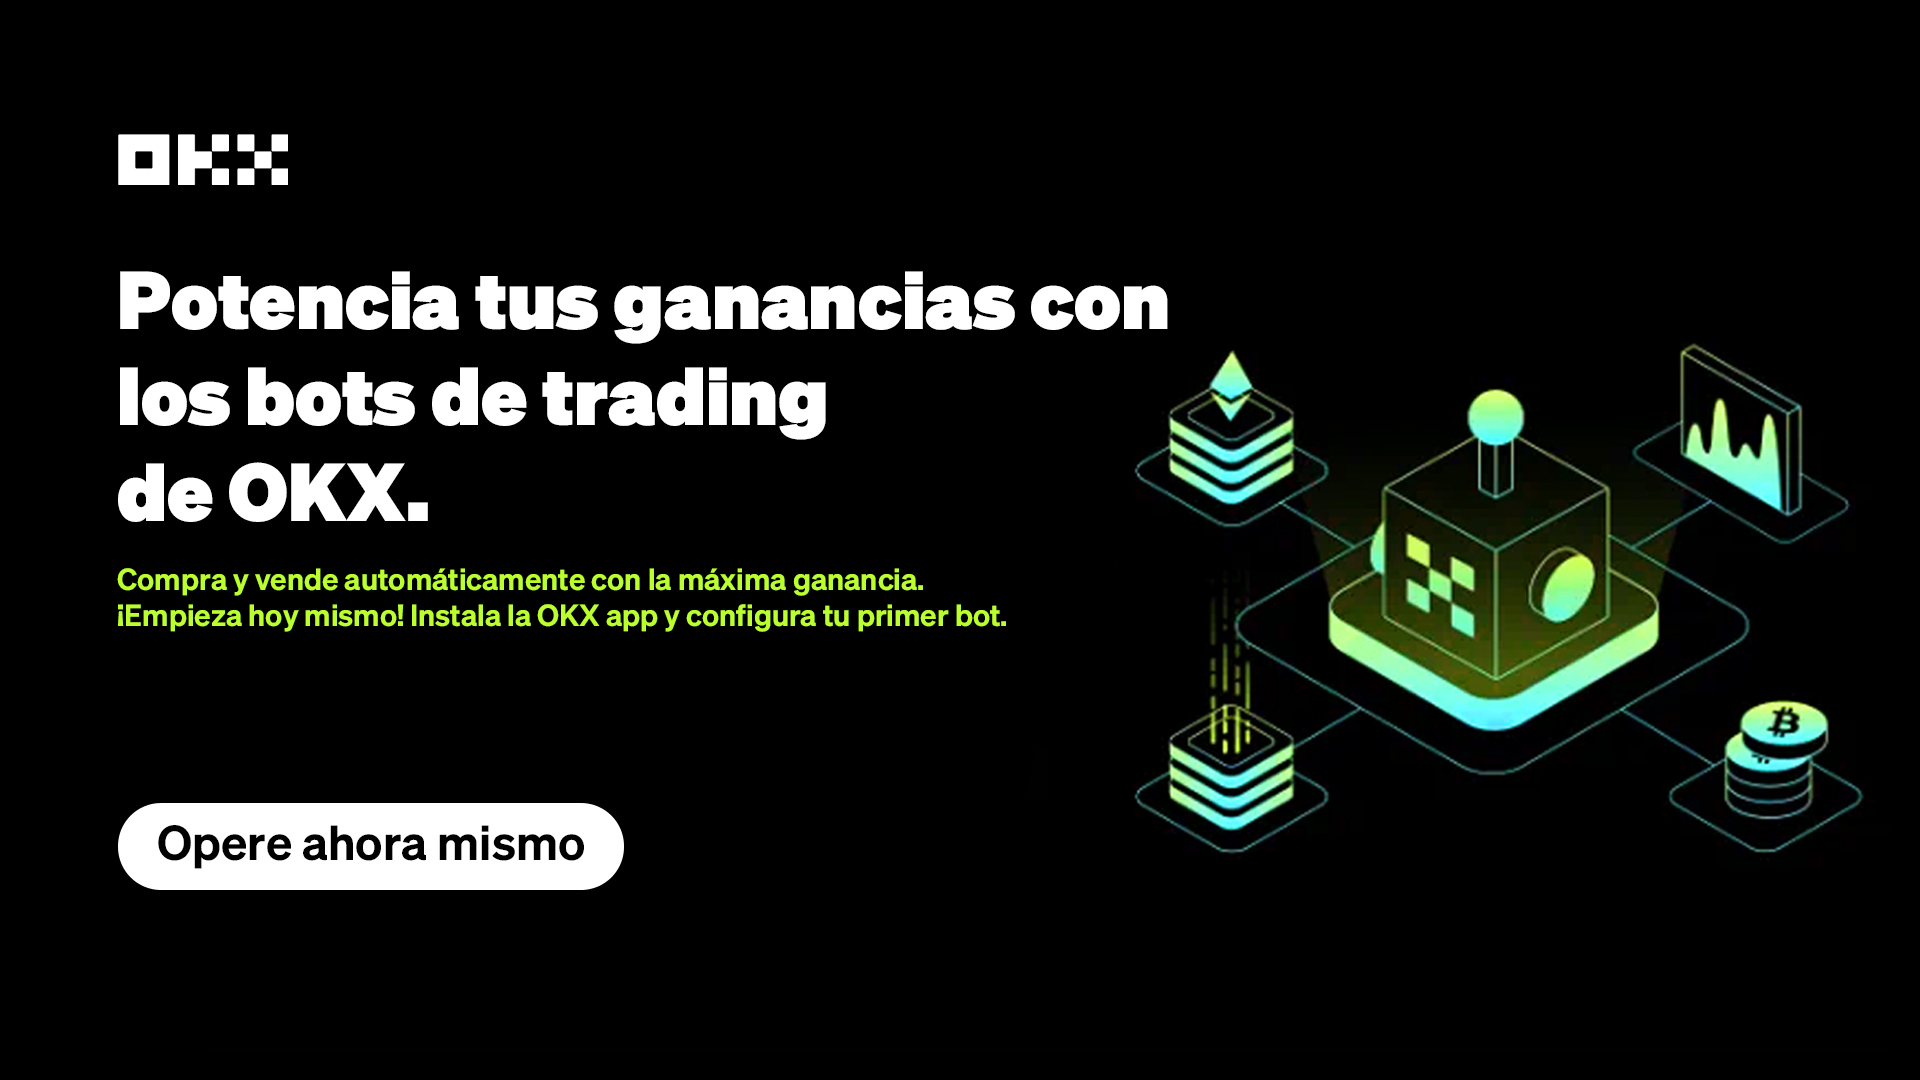 OKX
Potencia tus ganancias con
los bots de trading
de OKX.
Compra y vende automáticamente con la máxima ganancia.
¡Empieza hoy mismo! Instala la OKX app y configura tu primer bot.
Opere ahora mismo